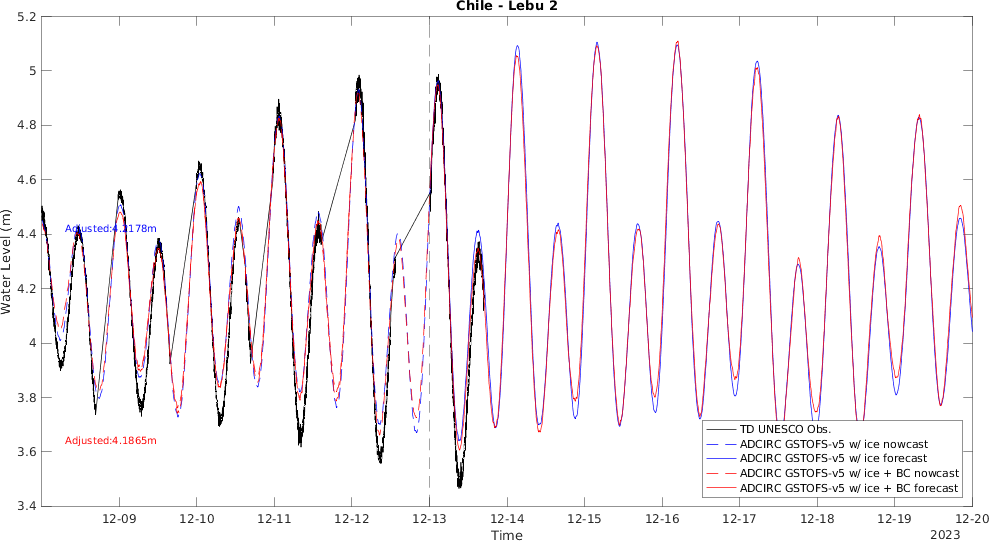 Chile - Lebu 2
5.2
5
4.8
4.6
4.4
4.2
4
3.8
3.6
3.4
Water Level (m)
Adjusted:4.2178m
Adjusted:4.1865m
TD UNESCO Obs.
ADCIRC GSTOFS-v5 w/ ice nowcast
ADCIRC GSTOFS-v5 w/ ice forecast
ADCIRC GSTOFS-v5 w/ ice + BC nowcast
ADCIRC GSTOFS-v5 w/ ice + BC forecast
12-09 12-10 12-11 12-12 12-13 12-14 12-15 12-16 12-17 12-18 12-19 12-20
Time
2023